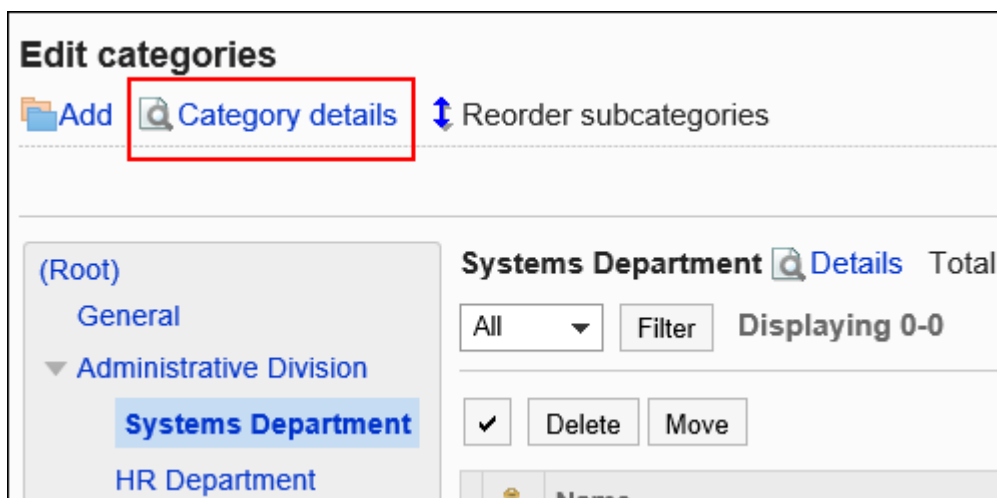 Edit categories
Add Category details Reorder subcategories
(Root)
General
Administrative Division
Systems Department
HR Department
Systems Department Details Total
All Filter Displaying 0-0
Delete Move
Name